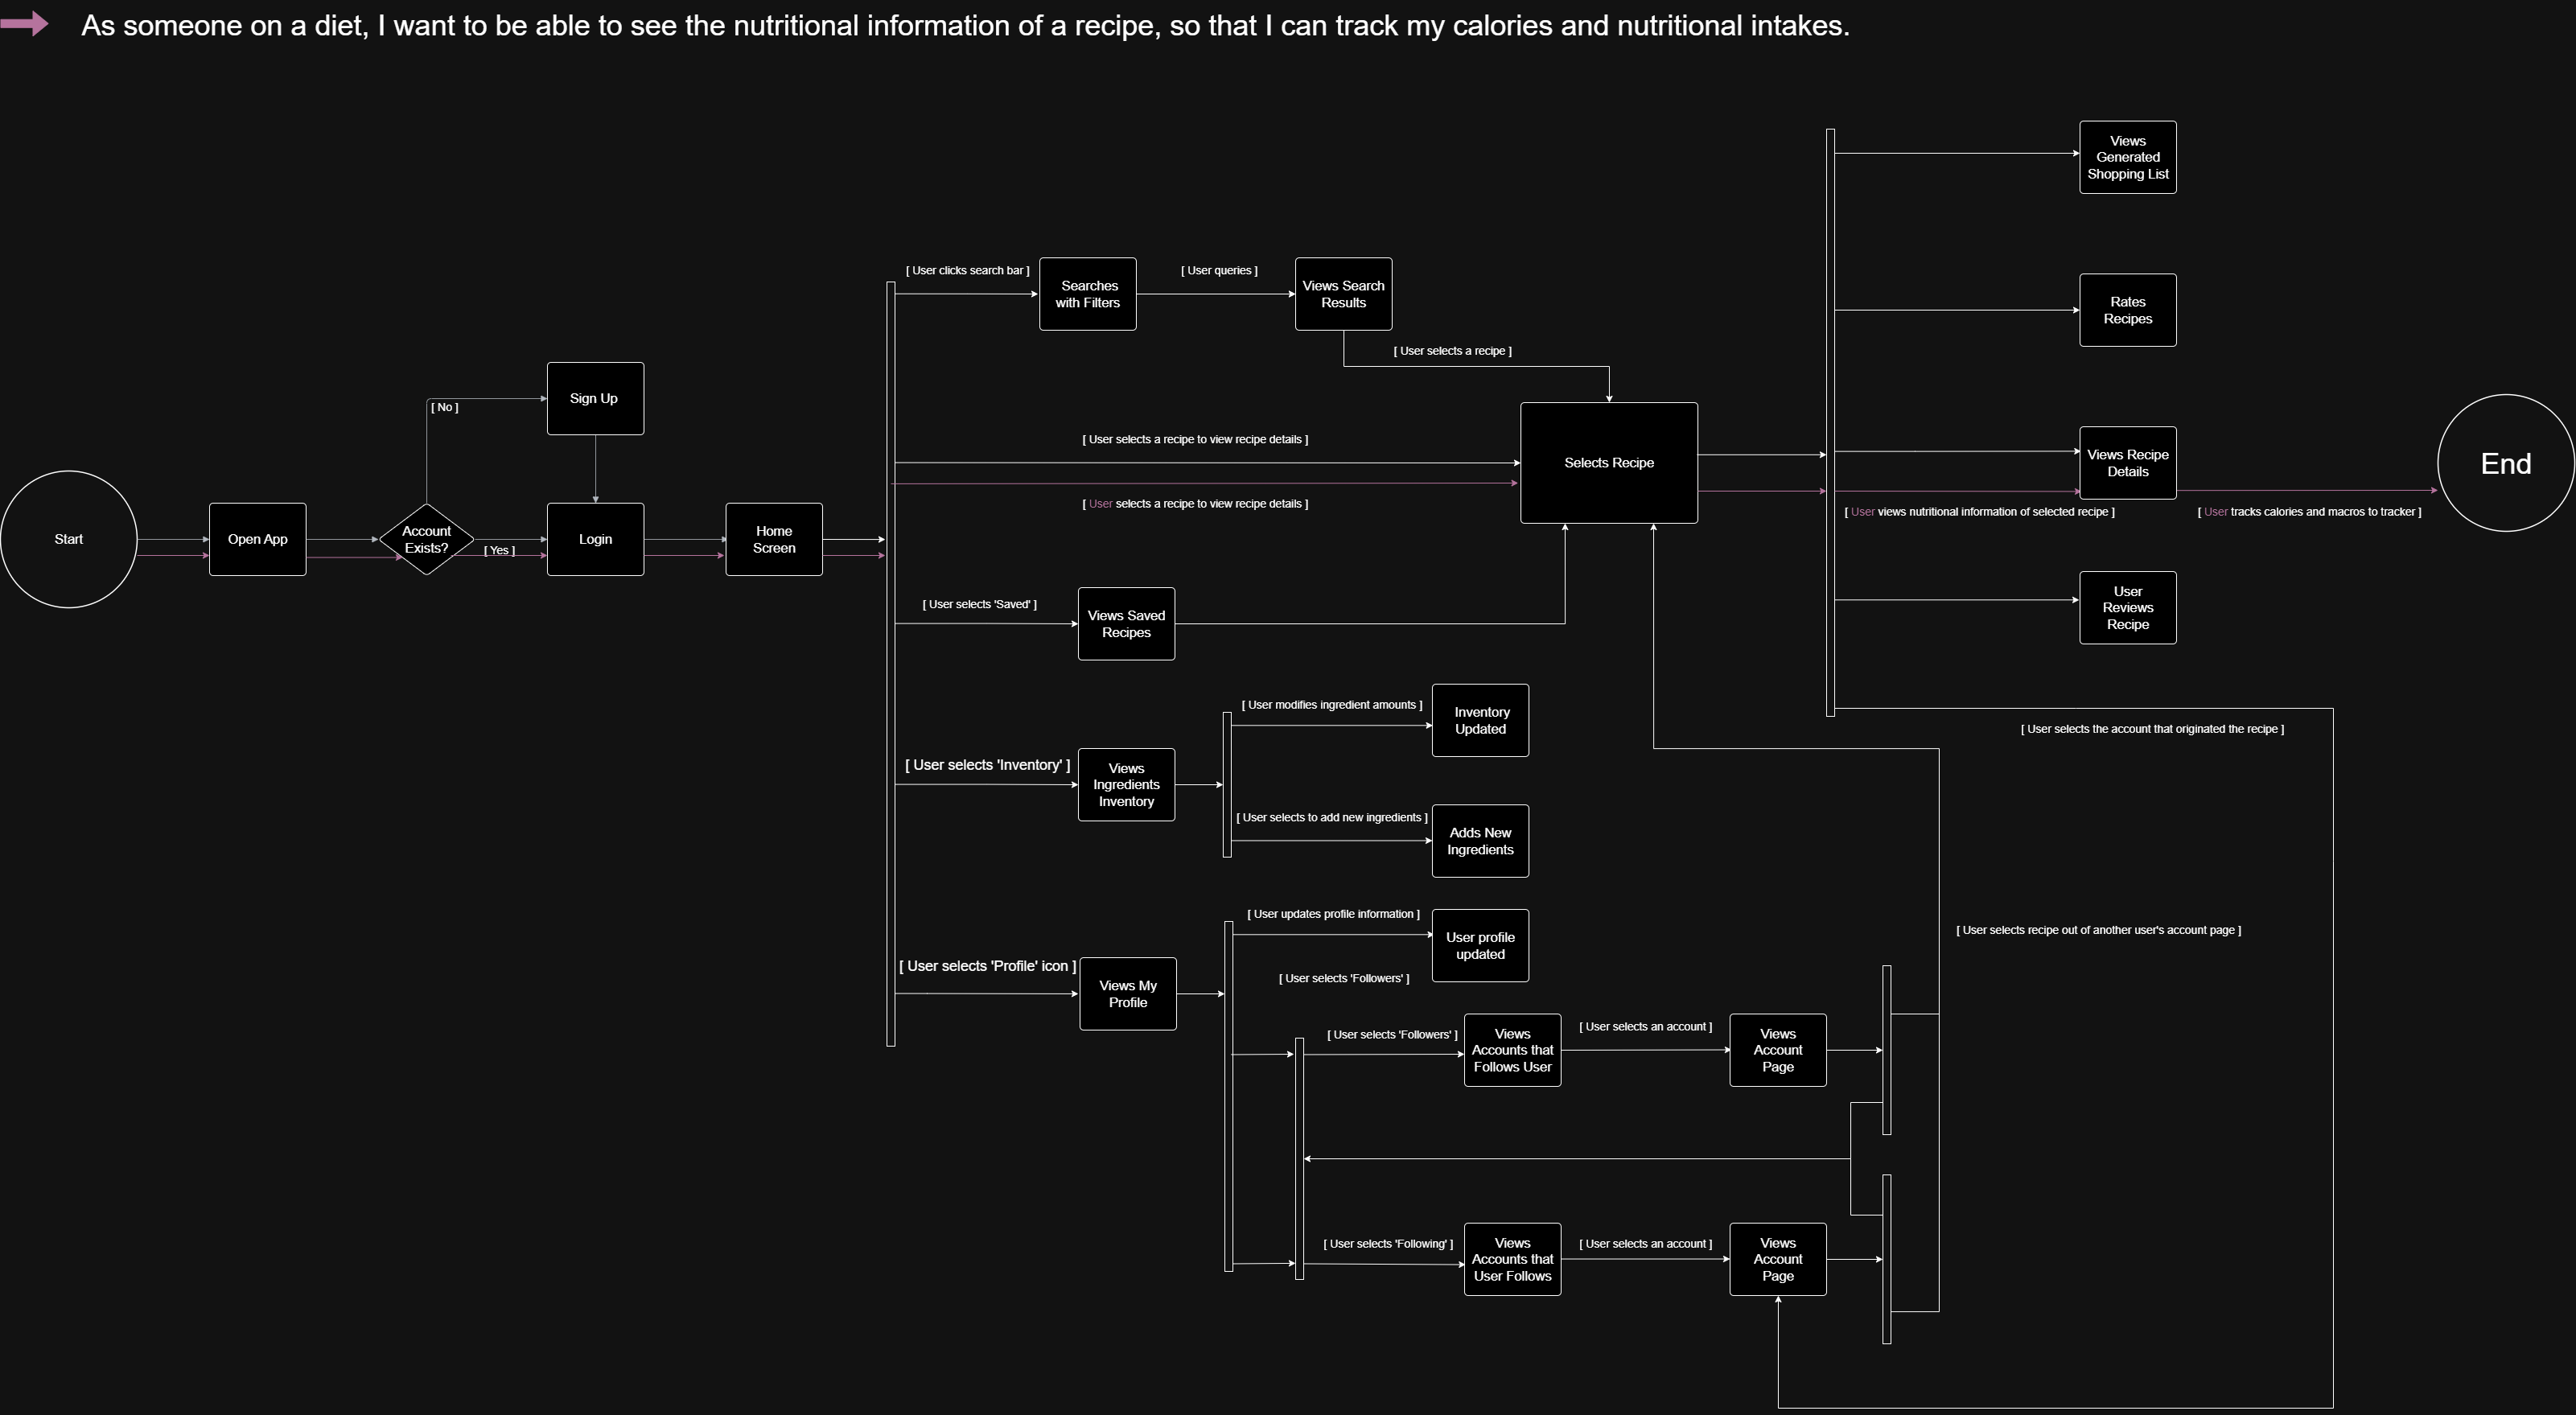 As someone on a diet, I want to be able to see the nutritional information of a recipe, so that I can track my calories and nutritional intakes.
Start
Open App
Account
Exists?
[ No ]
[ Yes ]
Sign Up
Login
Home
Screen
[ User clicks search bar ]
Searches
with Filters
[ User queries ]
Views Search
Results
[ User selects a recipe ]
[ User selects a recipe to view recipe details ]
[ User selects a recipe to view recipe details ]
Selects Recipe
[ User selects 'Saved' ]
Views Saved
Recipes
[ User selects 'Inventory' ]
Views
Ingredients
Inventory
[ User modifies ingredient amounts ]
Inventory
Updated
[ User selects to add new ingredients ]
Adds New
Ingredients
[ User selects 'Profile' icon ]
Views My
Profile
[ User updates profile information ]
User profile
updated
[ User selects 'Followers' ]
[ User selects 'Followers' ]
Views
Accounts that
Follows User
[ User selects an account ]
Views
Account
Page
[ User selects 'Following' ]
Views
Accounts that
User Follows
[ User selects an account ]
Views
Account
Page
[ User selects recipe out of another user's account page ]
[ User selects the account that originated the recipe ]
Views
Generated
Shopping List
Rates
Recipes
Views Recipe
Details
[ User views nutritional information of selected recipe ]
[ User tracks calories and macros to tracker ]
User
Reviews
Recipe
End